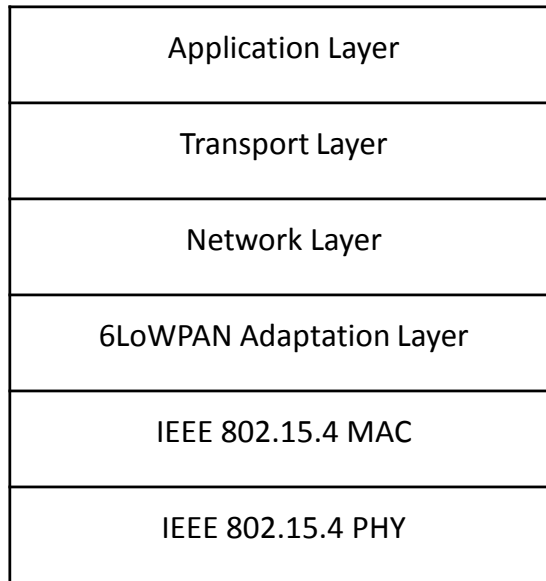 Application Layer
Transport Layer
Network Layer
6LoWPAN Adaptation Layer
IEEE 802.15.4 MAC
IEEE 802.15.4 PHY